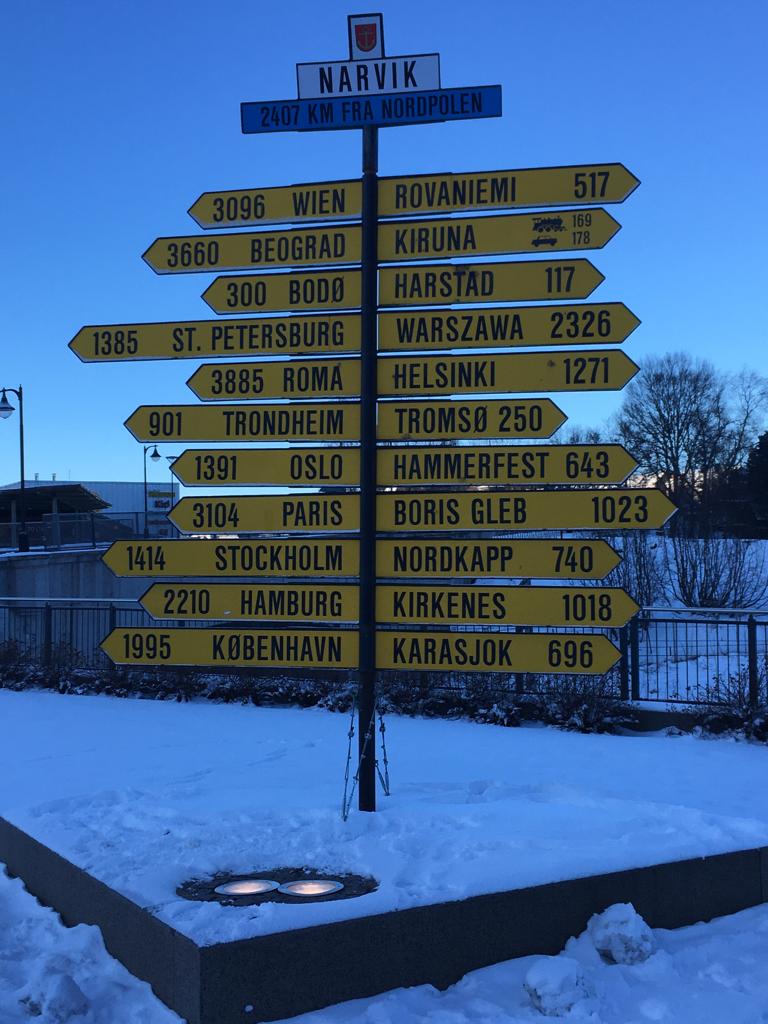 NARVIK
2407 KM FRA NORDPOLEN
3096 WIEN
ROVANIEMI 517
3660 BEOGRAD
KIRUNA 169
178
300 BODØ
HARSTAD 117
1385 ST. PETERSBURG
WARSZAWA 2326
3885 ROMA
HELSINKI 1271
901 TRONDHEIM
TROMSØ 250
1391 OSLO
HAMMERFEST 643
3104 PARIS
BORIS GLEB 1023
1414 STOCKHOLM
NORDKAPP 740
2210 HAMBURG
KIRKENES 1018
1995 KØBENHAVN
KARASJOK 696